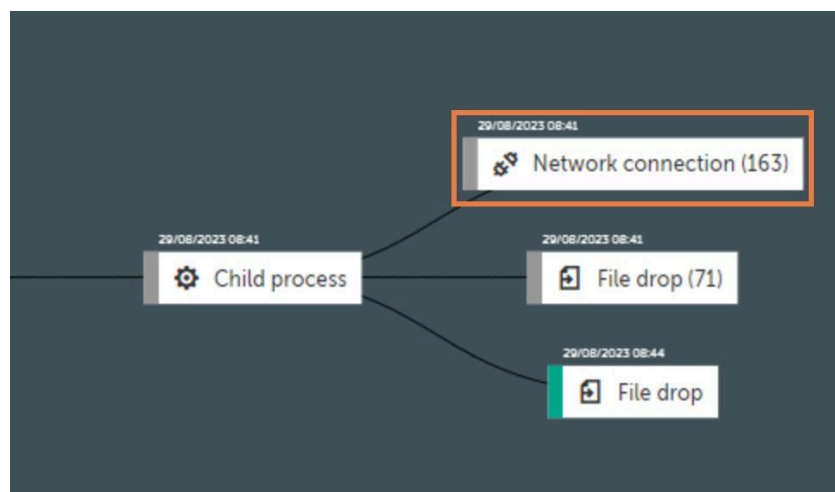 29/08/2023 08:41
Network connection (163)
29/08/2023 08:41
Child process
29/08/2023 08:41
File drop (71)
29/08/2023 08:44
File drop